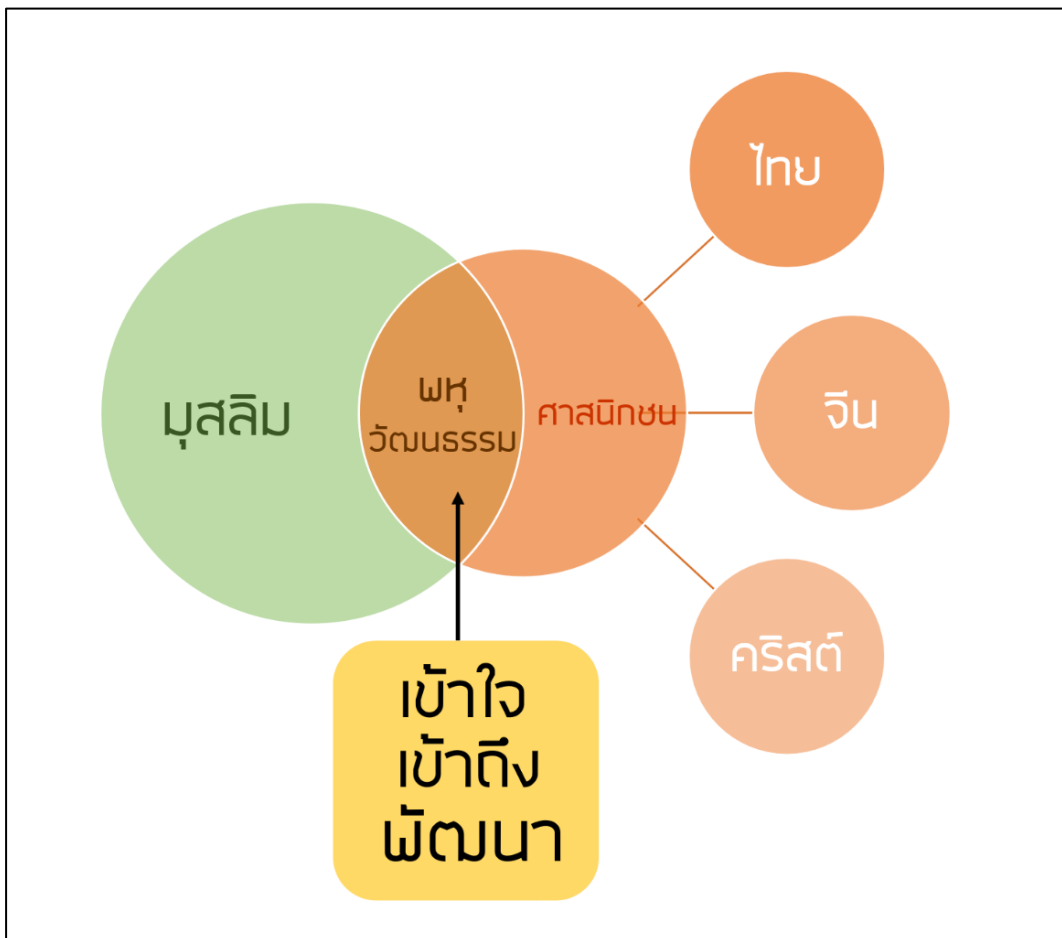 ไทย
มุสลิม
พหุ
วัฒนธรรม
ศาสนิกชน
จีน
คริสต์
เข้าใจ
เข้าถึง
พัฒนา